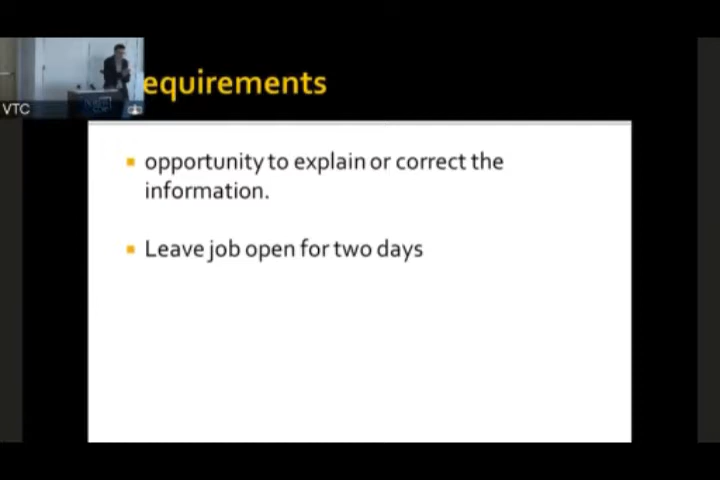 equirements
VTC
opportunity to explain or correct the
information.
Leave job open for two days